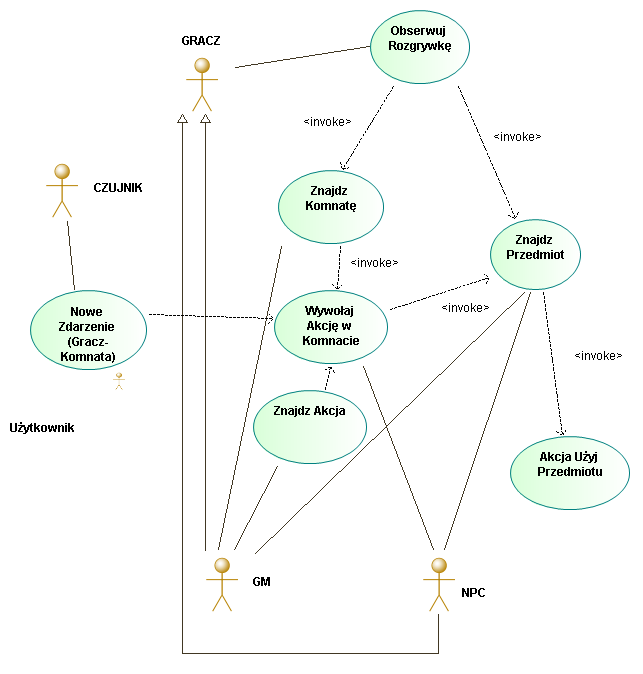 GRACZ
Obserwuj
Rozgrywkę
<invoke>
<invoke>
CZUJNIK
Znajdz
Komnatę
Znajdz
Przedmiot
<invoke>
Nowe
Zdarzenie
(Gracz-
Komnata)
Wywołaj
Akcję w
Komnacie
<invoke>
<invoke>
Użytkownik
Znajdz Akcja
Akcja Użyj
Przedmiotu
GM
NPC